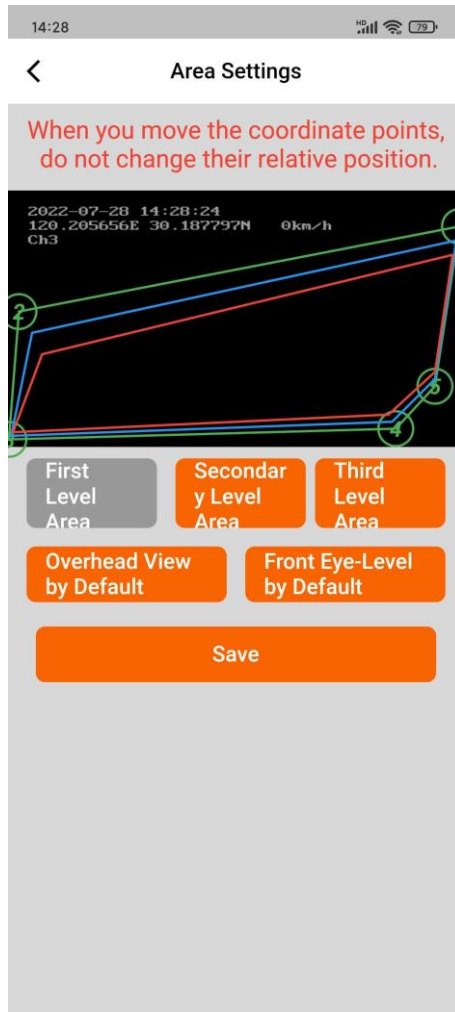 14:28
HD 79
Area Settings
When you move the coordinate points,
do not change their relative position.
2022-07-28 14:28:24
120.205656E 30.187797N 0km/h
Ch3
2
5
4
First
Level
Area
Secondar
y Level
Area
Third
Level
Area
Overhead View
by Default
Front Eye-Level
by Default
Save